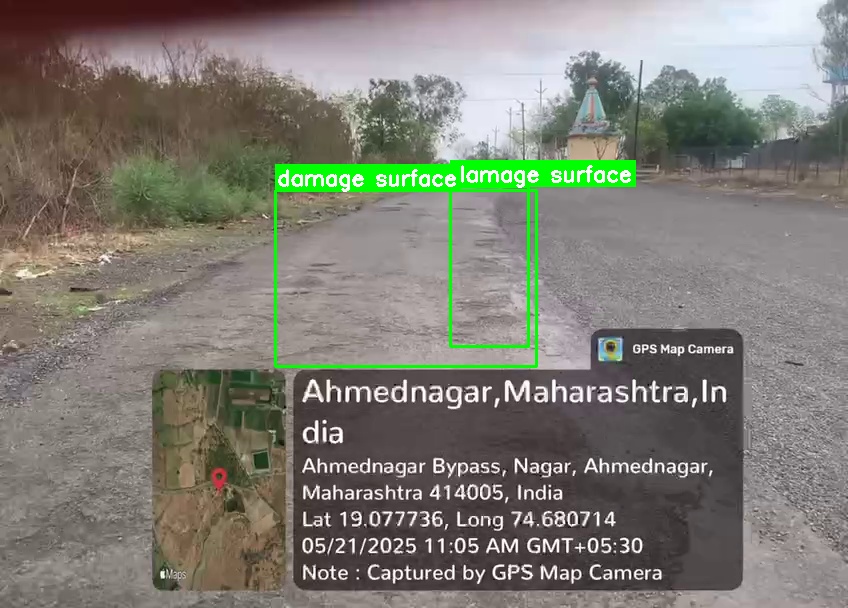 damage surface
lamage surface
GPS Map Camera
Ahmednagar,Maharashtra,In
dia
Ahmednagar Bypass, Nagar, Ahmednagar,
Maharashtra 414005, India
Lat 19.077736, Long 74.680714
05/21/2025 11:05 AM GMT+05:30
Note : Captured by GPS Map Camera
Maps